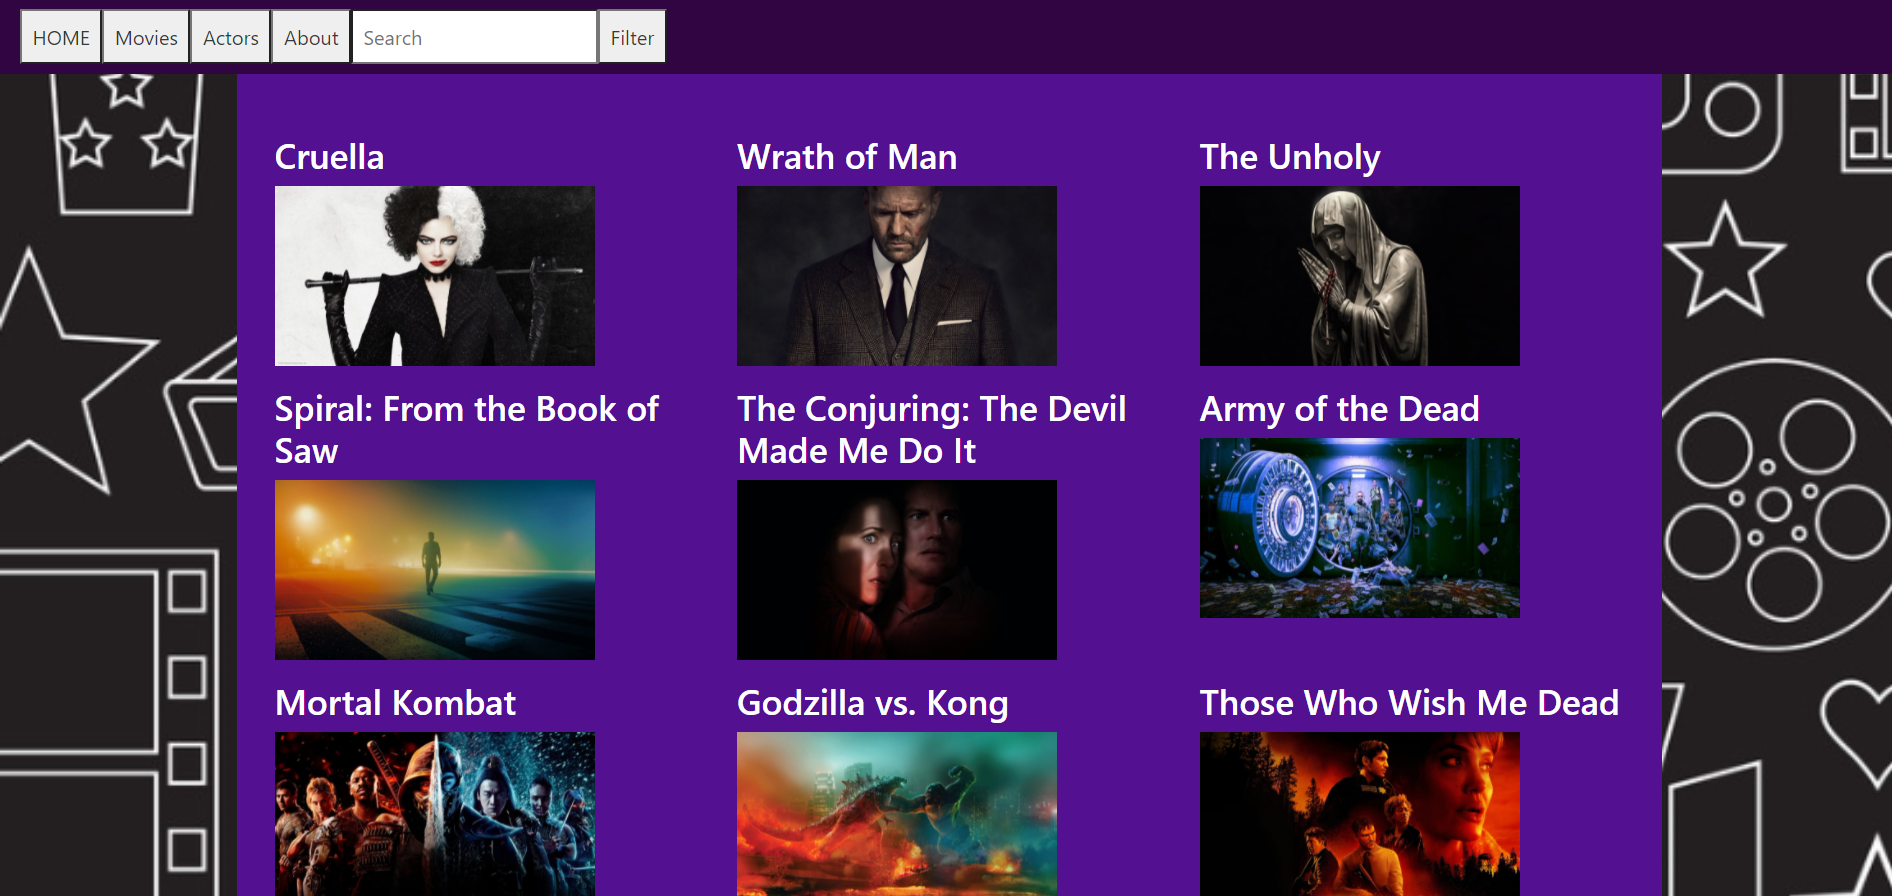 HOME Movies Actors About Search Filter
Cruella
Wrath of Man
The Unholy
Spiral: From the Book of
Saw
The Conjuring: The Devil
Made Me Do It
Army of the Dead
Mortal Kombat
Godzilla vs. Kong
Those Who Wish Me Dead